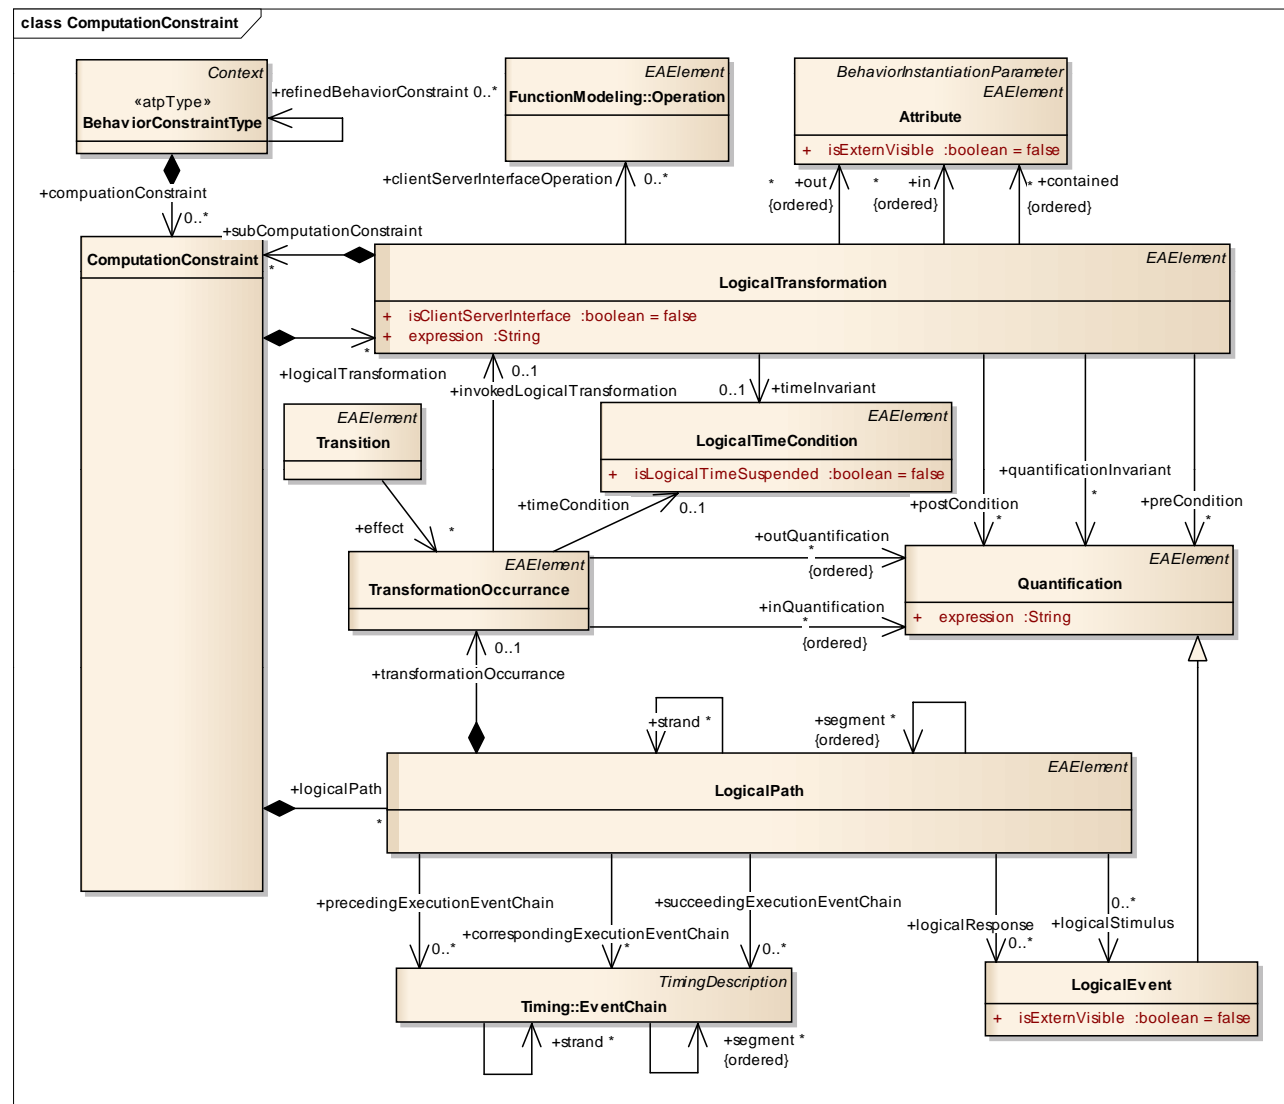 class ComputationConstraint
Context
«atpType»
BehaviorConstraintType
+refinedBehaviorConstraint 0..*
EAElement
FunctionModeling::Operation
BehaviorInstantiationParameter
EAElement
Attribute
+ isExternVisible :boolean = false
+compuationConstraint
0..*
+clientServerInterfaceOperation
0..*
* +out
{ordered}
* +in
{ordered}
* +contained
{ordered}
+subComputationConstraint
*
ComputationConstraint
EAElement
LogicalTransformation
+ isClientServerInterface :boolean = false
+ expression :String
*
+logicalTransformation
0..1
+invokedLogicalTransformation
0..1
+timeInvariant
EAElement
Transition
EAElement
LogicalTimeCondition
+ isLogicalTimeSuspended :boolean = false
+quantificationInvariant
*
+postCondition
*
+preCondition
*
+effect
*
+timeCondition
0..1
+outQuantification
*
{ordered}
EAElement
TransformationOccurrance
EAElement
Quantification
+ expression :String
+inQuantification
*
{ordered}
0..1
+transformationOccurrance
+strand *
+segment *
{ordered}
EAElement
LogicalPath
+logicalPath
*
+precedingExecutionEventChain
0..*
+correspondingExecutionEventChain
*
+succeedingExecutionEventChain
0..*
+logicalResponse
0..*
0..*
+logicalStimulus
TimingDescription
Timing::EventChain
LogicalEvent
+ isExternVisible :boolean = false
+strand *
+segment *
{ordered}